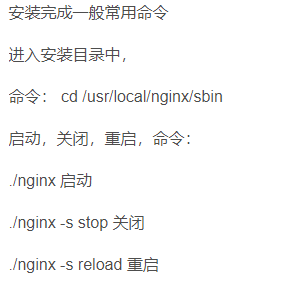 安装完成一般常用命令
进入安装目录中，
命令： cd /usr/local/nginx/sbin
启动，关闭，重启，命令：
./nginx 启动
./nginx -s stop 关闭
./nginx -s reload 重启